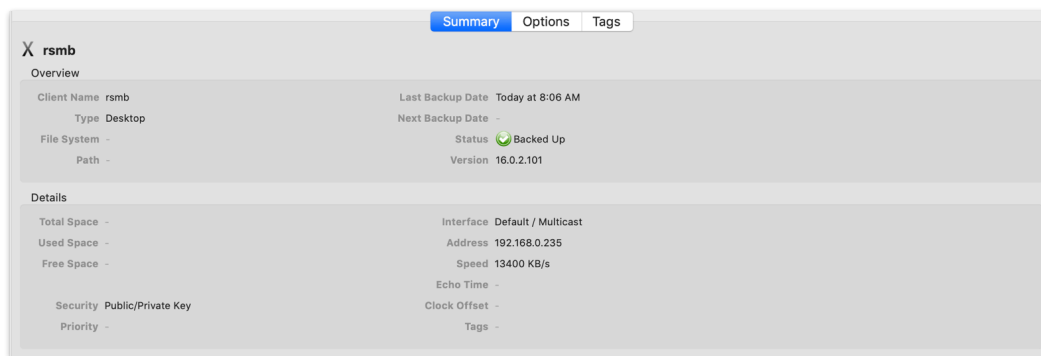 Summary Options Tags
rsmb
Overview
Client Name rsmb
Type Desktop
File System -
Path -
Last Backup Date Today at 8:06 AM
Next Backup Date -
Status Backed Up
Version 16.0.2.101
Details
Total Space -
Used Space -
Free Space -
Security Public/Private Key
Priority -
Interface Default / Multicast
Address 192.168.0.235
Speed 13400 KB/s
Echo Time -
Clock Offset -
Tags -